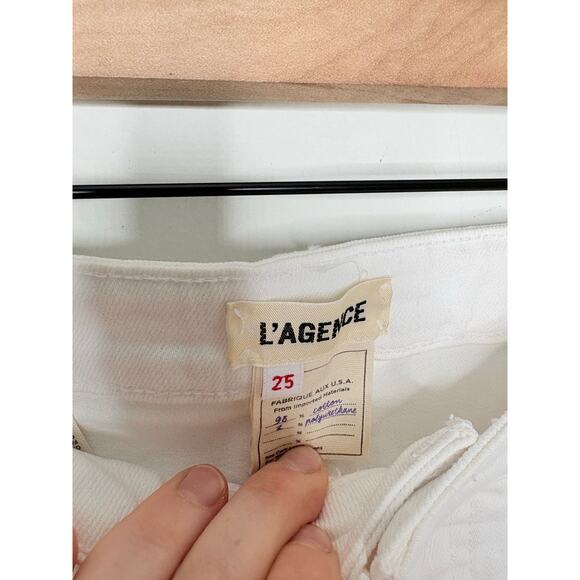 L'AGENCE
25
FABRIQUE AUX U.S.A.
From Imported Materials
98 % cotton
2 % polyurethane
%
%